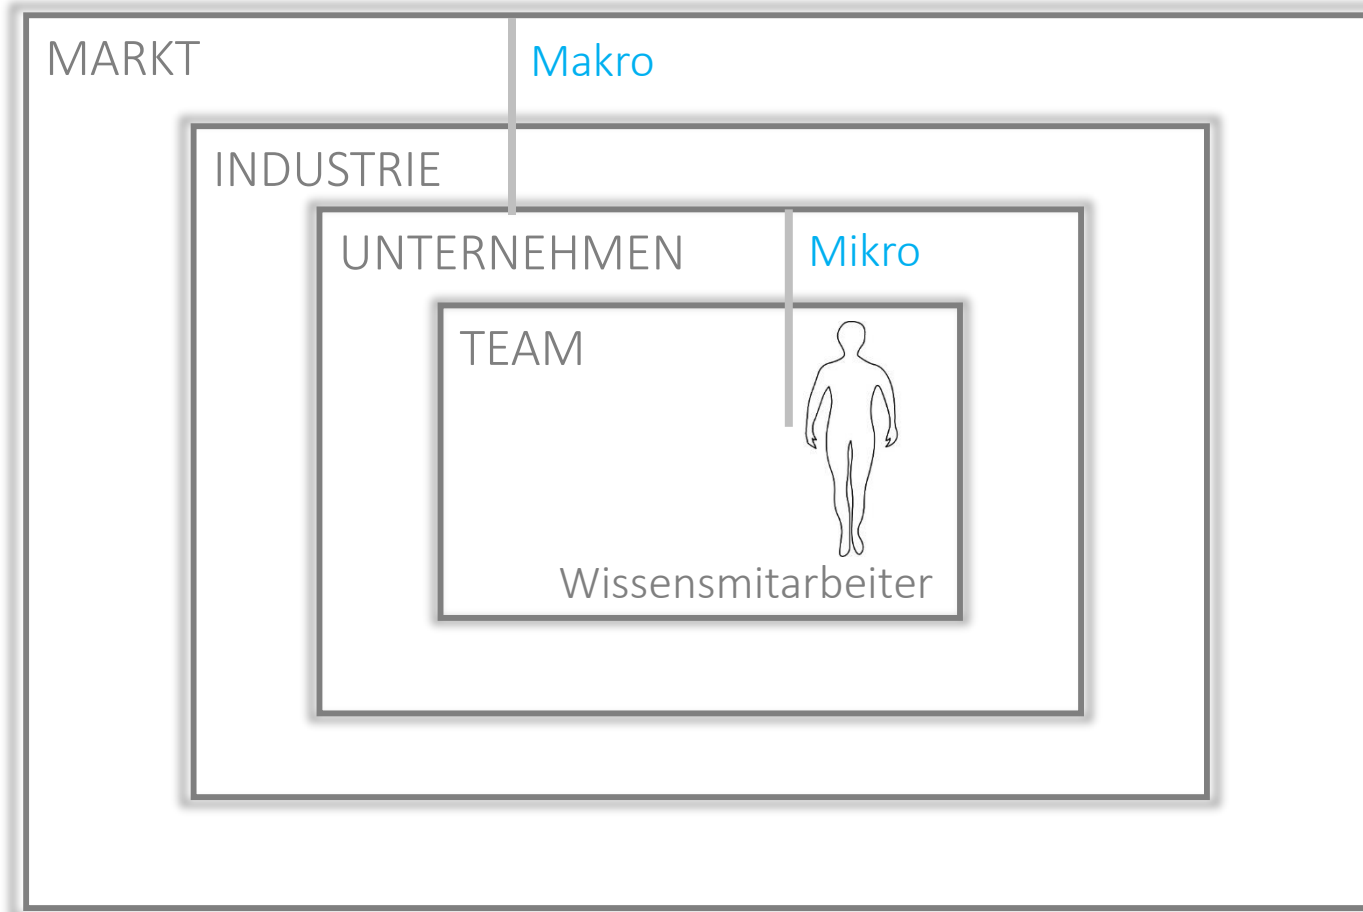 MARKT
Makro
INDUSTRIE
UNTERNEHMEN
Mikro
TEAM
Wissensmitarbeiter